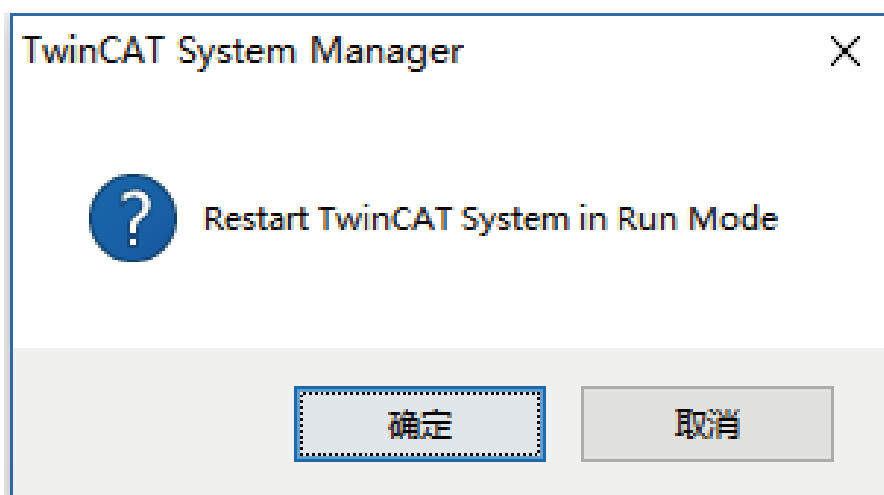 TwinCAT System Manager
Restart TwinCAT System in Run Mode
确定
取消